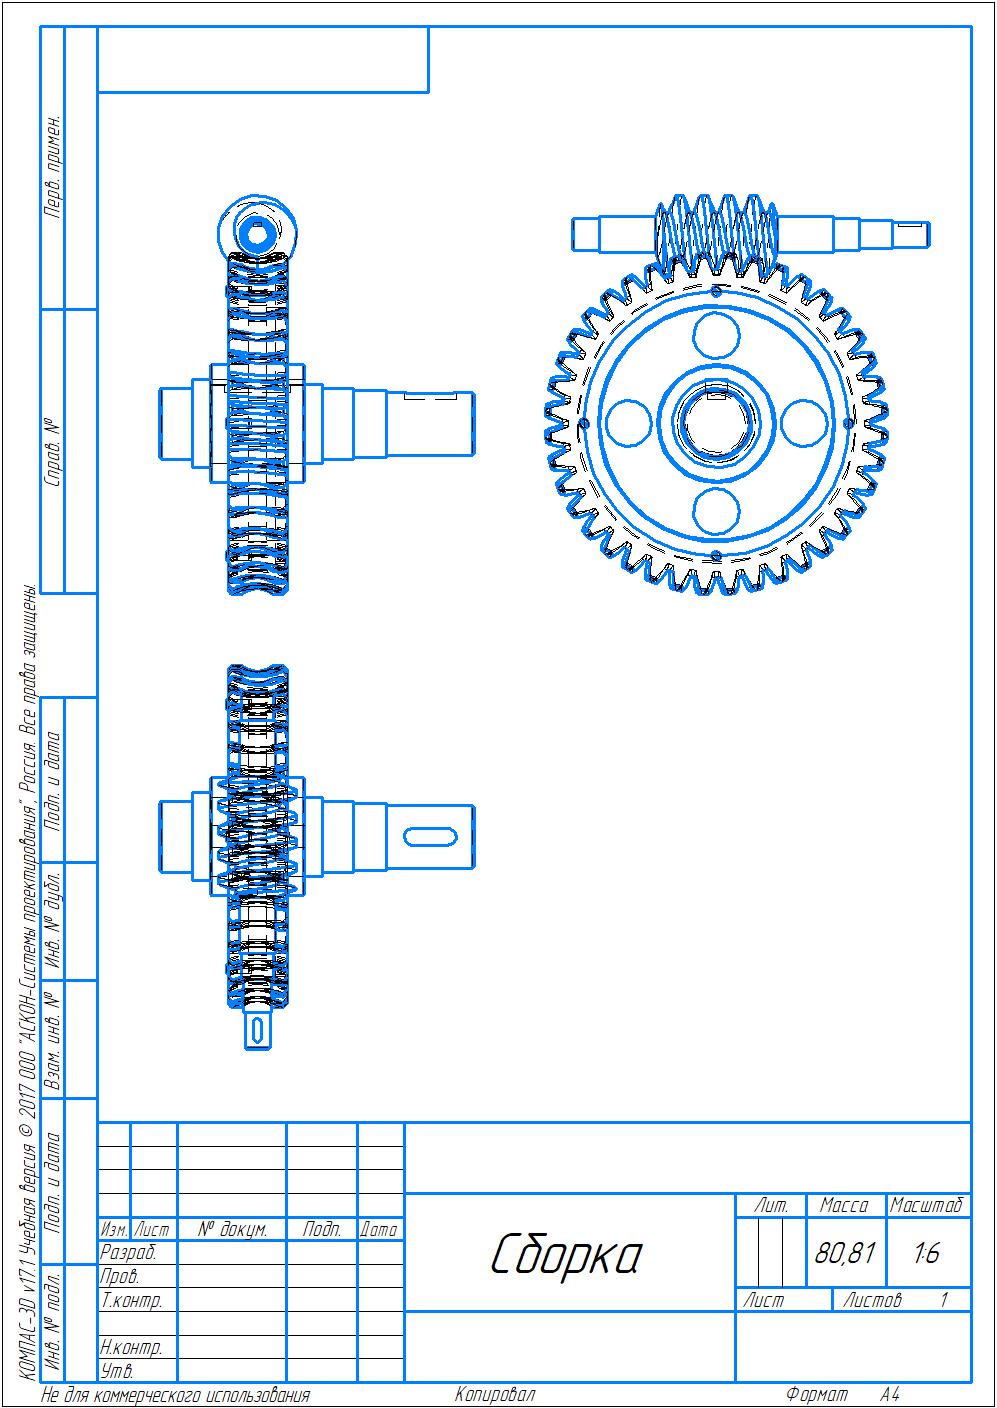 Перв. примен.
Справ. №
Подп. и дата
Инв. № дубл.
Взам. инв. №
Подп. и дата
Инв. № подл.
КОМПАС-3D v17.1 Учебная версия © 2017 ООО "АСКОН-Системы проектирования", Россия. Все права защищены.
Изм. Лист № докум. Подп. Дата
Разраб.
Пров.
Т.контр.
Н.контр.
Утв.
Сборка
Лит. Масса Масштаб
80,81 1:6
Лист Листов 1
Не для коммерческого использования Копировал Формат А4